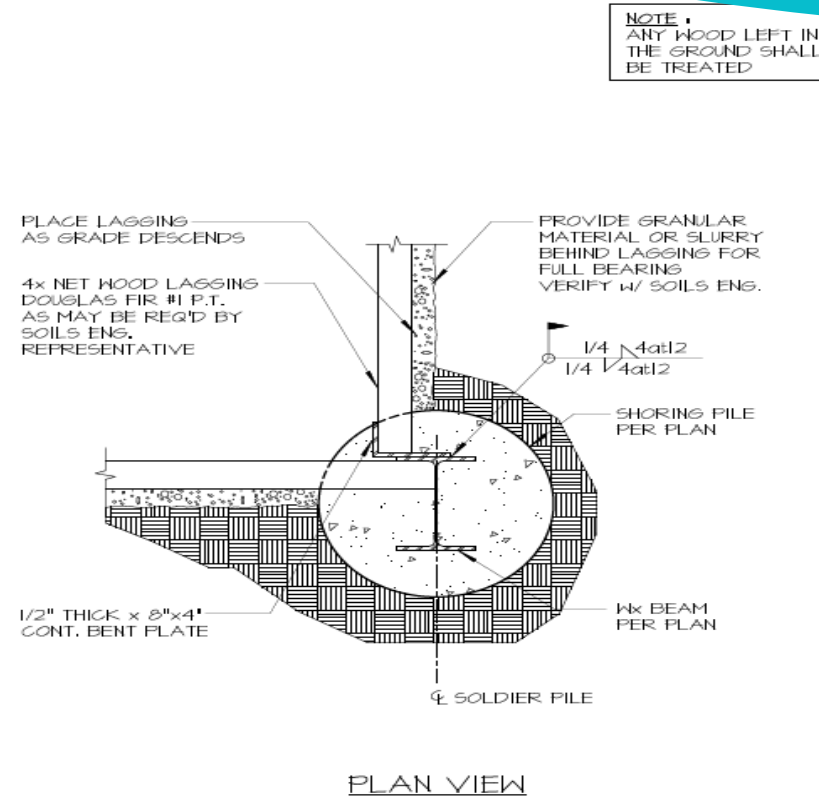 NOTE :
ANY WOOD LEFT IN
THE GROUND SHALL
BE TREATED
PLACE LAGGING
AS GRADE DESCENDS
4x NET WOOD LAGGING
DOUGLAS FIR #1 P.T.
AS MAY BE REQ'D BY
SOILS ENG.
REPRESENTATIVE
PROVIDE GRANULAR
MATERIAL OR SLURRY
BEHIND LAGGING FOR
FULL BEARING
VERIFY W/ SOILS ENG.
1/4 4at12
1/4 4at12
SHORING PILE
PER PLAN
1/2" THICK x 8"x4"
CONT. BENT PLATE
Wx BEAM
PER PLAN
℄ SOLDIER PILE
PLAN VIEW